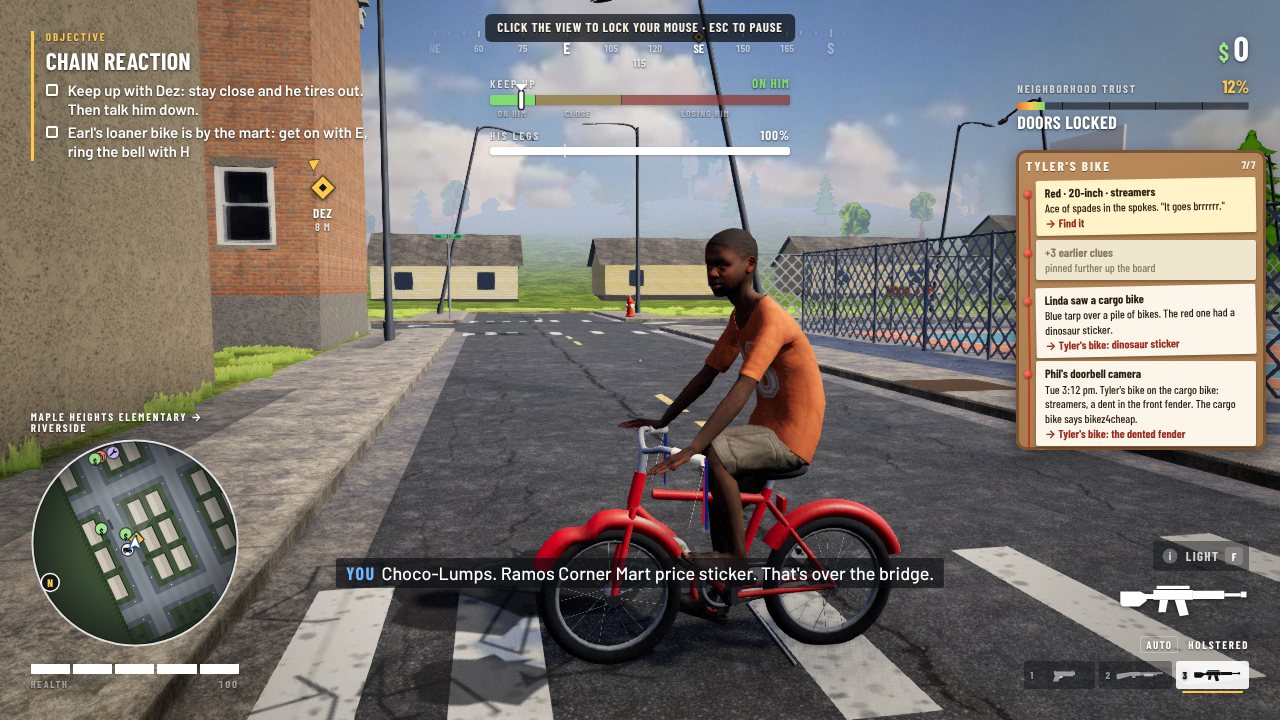 CLICK THE VIEW TO LOCK YOUR MOUSE · ESC TO PAUSE
OBJECTIVE
CHAIN REACTION
Keep up with Dez: stay close and he tires out.
Then talk him down.
Earl's loaner bike is by the mart: get on with E,
ring the bell with H
DEZ
8 M
NE 60 75 E 105 120 SE 150 165 S
115
KEEP UP
ON HIM
ON HIM CLOSE LOSING HIM
HIS LEGS
100%
$0
NEIGHBORHOOD TRUST 12%
DOORS LOCKED
TYLER'S BIKE 7/7
Red · 20-inch · streamers
Ace of spades in the spokes. "It goes brrrrrr."
→ Find it
+3 earlier clues
pinned further up the board
Linda saw a cargo bike
Blue tarp over a pile of bikes. The red one had a
dinosaur sticker.
→ Tyler's bike: dinosaur sticker
Phil's doorbell camera
Tue 3:12 pm. Tyler's bike on the cargo bike:
streamers, a dent in the front fender. The cargo
bike says bikez4cheap.
→ Tyler's bike: the dented fender
MAPLE HEIGHTS ELEMENTARY →
RIVERSIDE
N
YOU Choco-Lumps. Ramos Corner Mart price sticker. That's over the bridge.
HEALTH 100
i LIGHT F
AUTO HOLSTERED
1 2 3